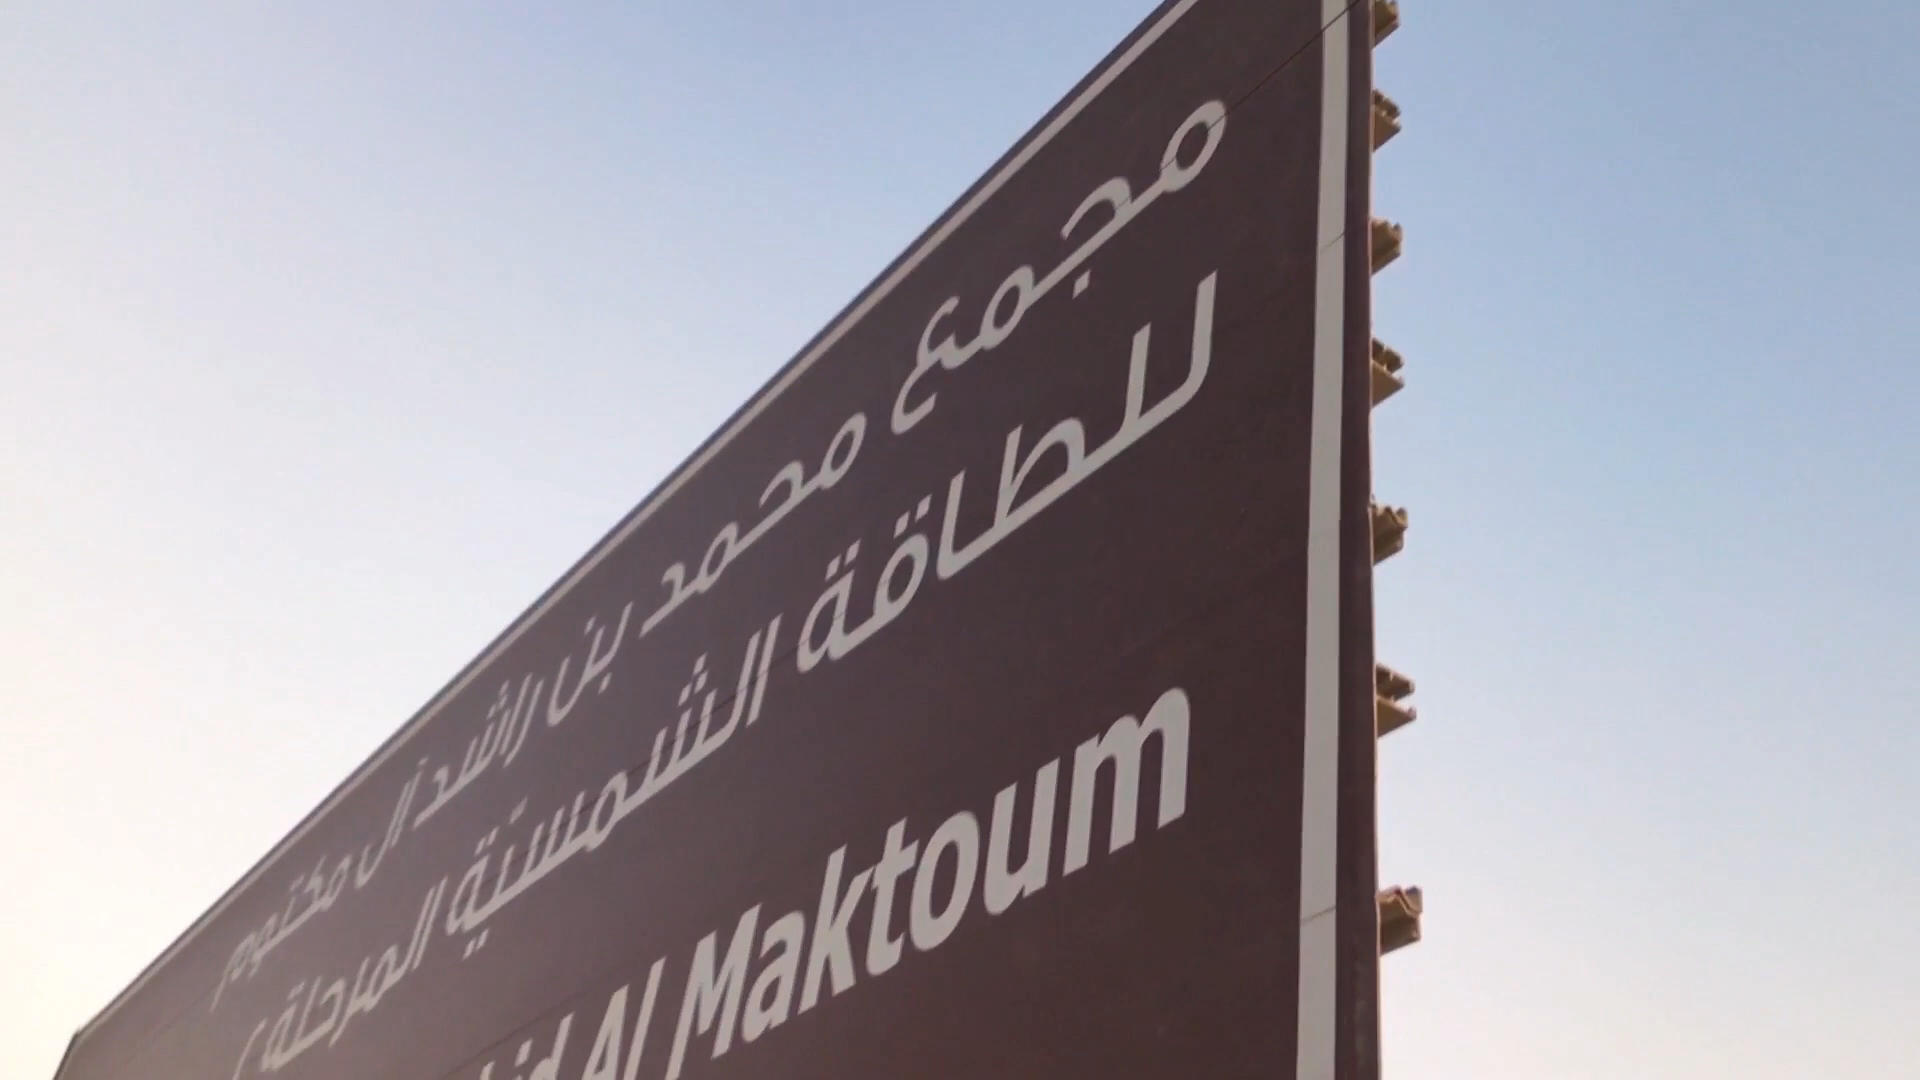 مجمع محمد بن راشد آل مكتوم
للطاقة الشمسية المرحلة
Al Maktoum